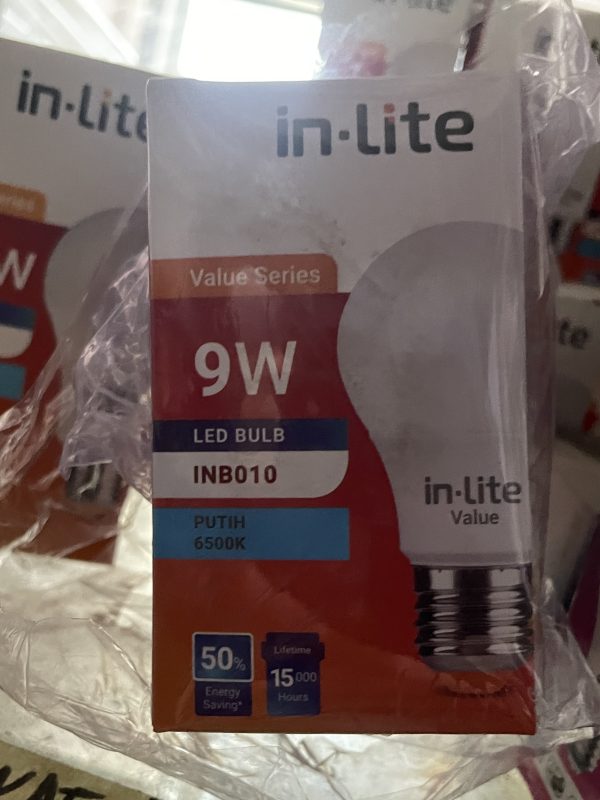 in·lite
in·lite
Value Series
9W
LED BULB
INB010
PUTIH
6500K
50%
Energy
Saving*
Lifetime
15.000
Hours
in·lite
Value
W